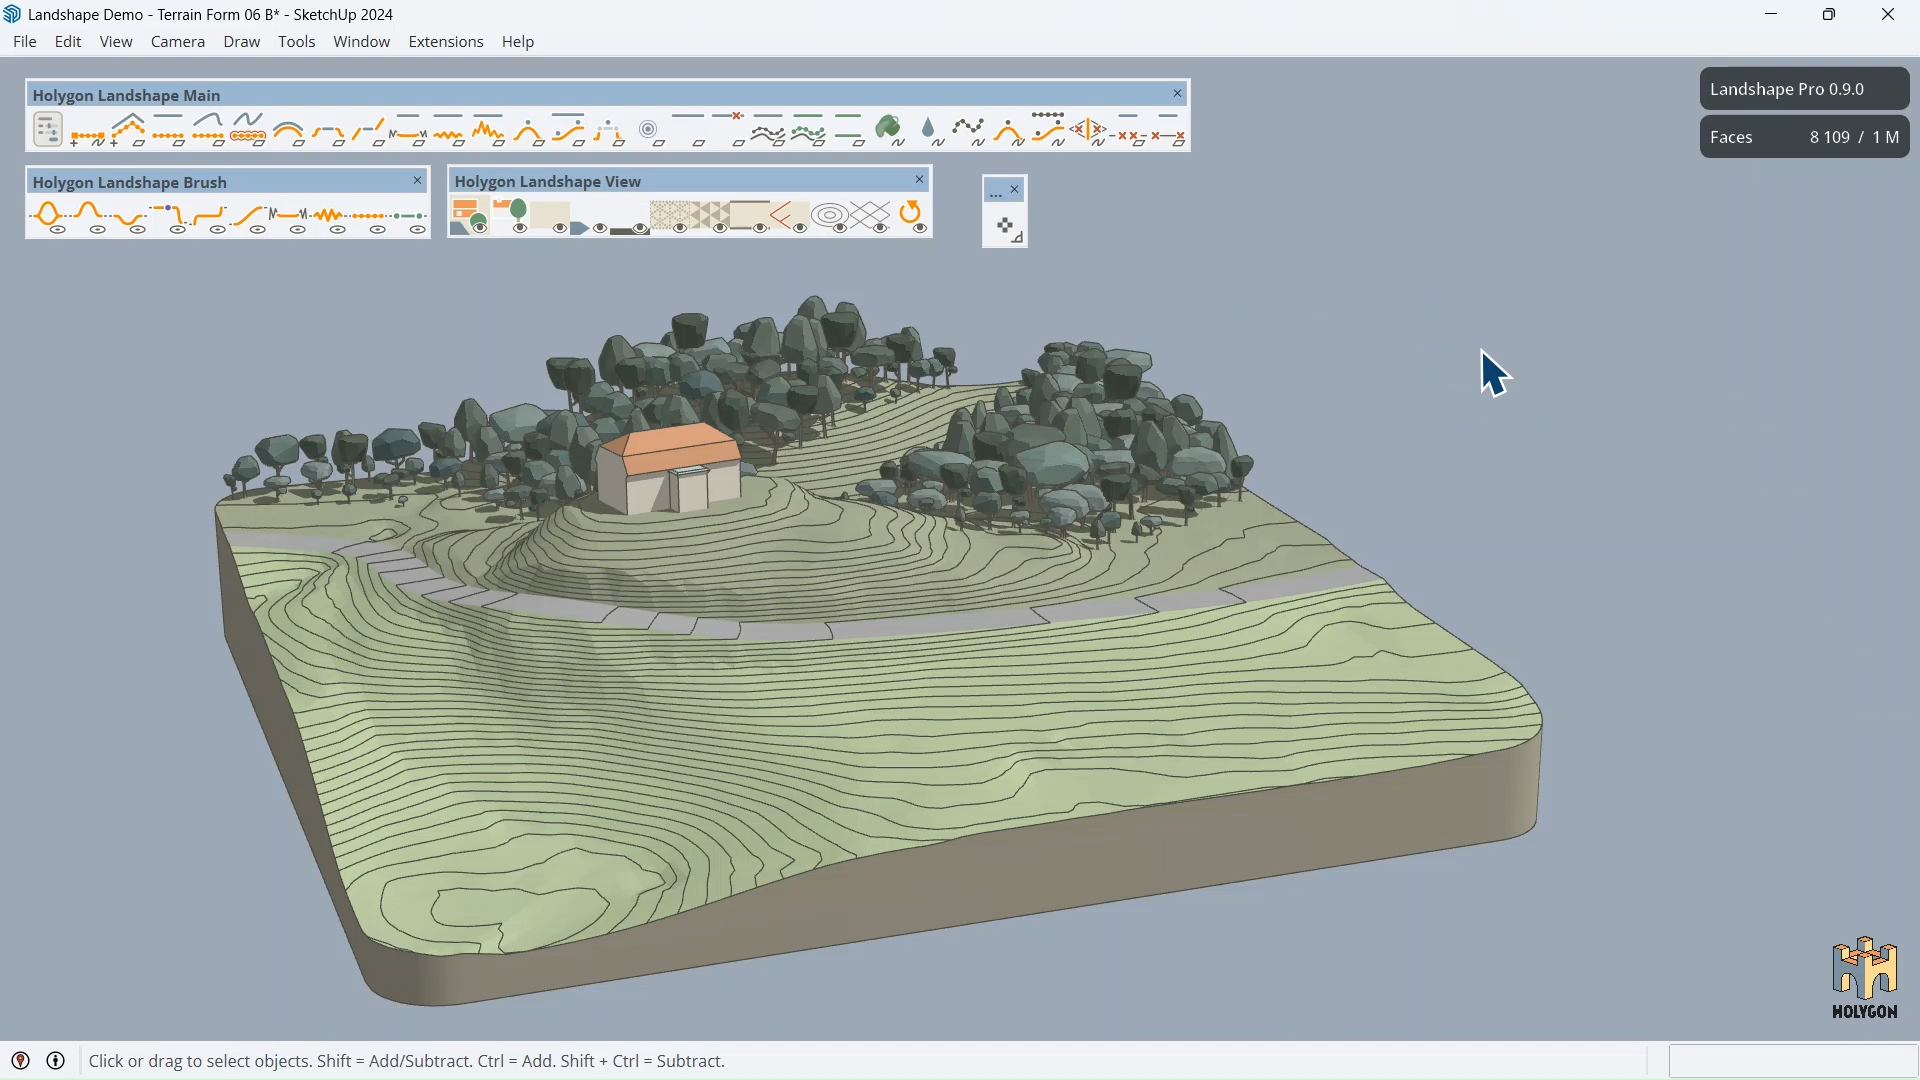 Landshape Demo - Terrain Form 06 B* - SketchUp 2024
File Edit View Camera Draw Tools Window Extensions Help
Holygon Landshape Main
Landshape Pro 0.9.0
Faces 8 109 / 1 M
Holygon Landshape Brush
Holygon Landshape View
...
HOLYGON
Click or drag to select objects. Shift = Add/Subtract. Ctrl = Add. Shift + Ctrl = Subtract.